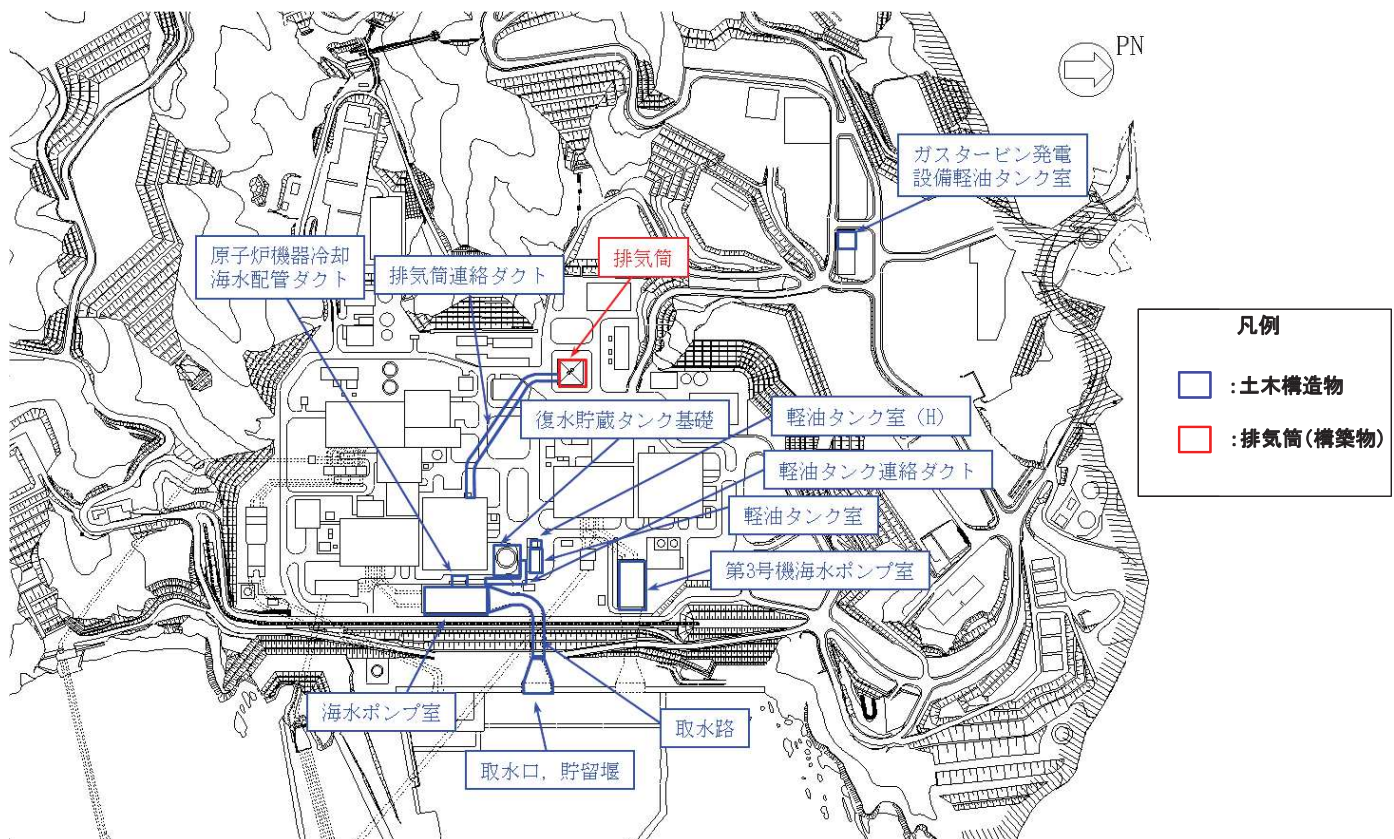 PN
ガスタービン発電
設備軽油タンク室
原子炉機器冷却
海水配管ダクト
排気筒連絡ダクト
排気筒
復水貯蔵タンク基礎
軽油タンク室（H）
軽油タンク連絡ダクト
軽油タンク室
第3号機海水ポンプ室
海水ポンプ室
取水路
取水口，貯留堰
凡例
：土木構造物
：排気筒（構築物）